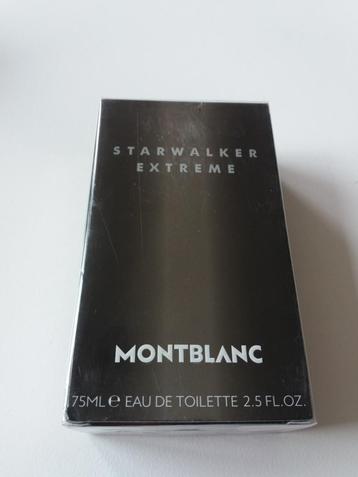 STARWALKER
EXTREME
MONTBLANC
75ML ℮ EAU DE TOILETTE 2.5 FL.OZ.